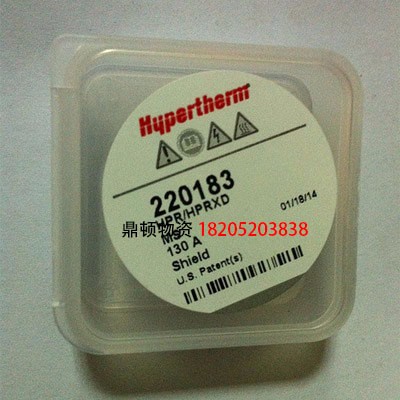 Hypertherm
220183
HPR/HPRXD
01/18/14
鼎顿物资 18205203838
MS
130 A
Shield
U.S. Patent(s)